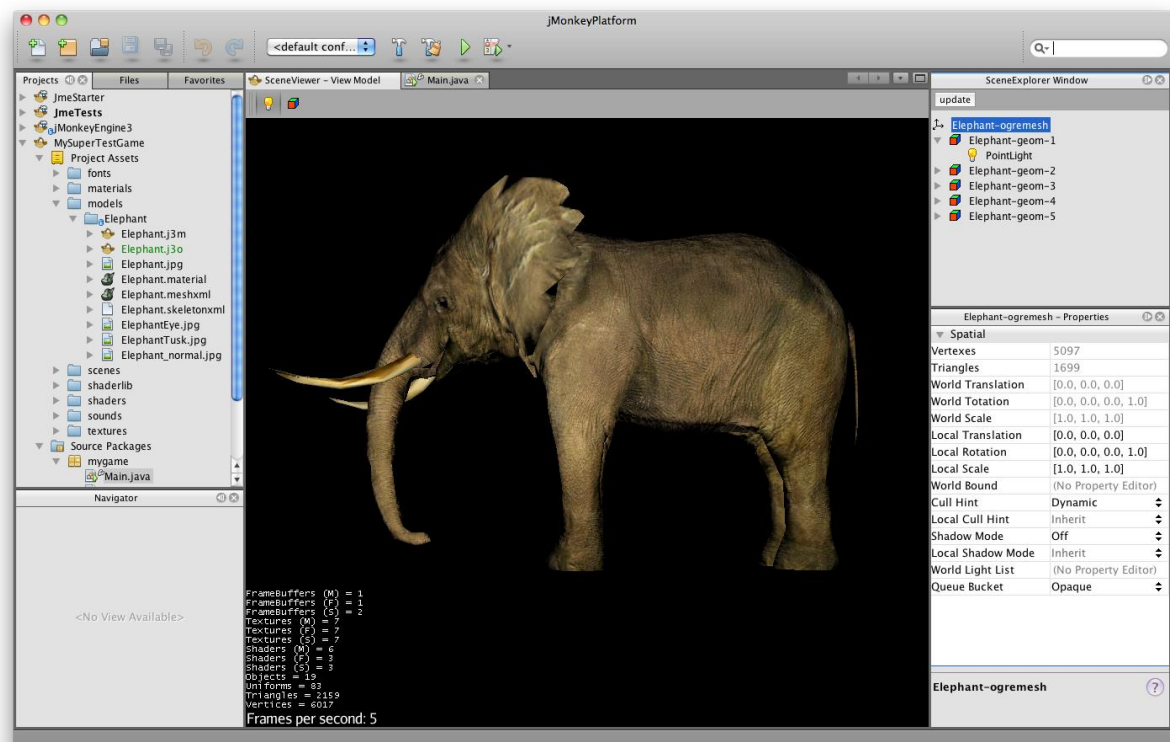 jMonkeyPlatform
<default conf...
Projects
Files
Favorites
JmeStarter
JmeTests
jMonkeyEngine3
MySuperTestGame
Project Assets
fonts
materials
models
Elephant
Elephant.j3m
Elephant.j3o
Elephant.jpg
Elephant.material
Elephant.meshxml
Elephant.skeletonxml
ElephantEye.jpg
ElephantTusk.jpg
Elephant_normal.jpg
scenes
shaderlib
shaders
sounds
textures
Source Packages
mygame
Main.java
Navigator
<No View Available>
SceneViewer - View Model
Main.java
FrameBuffers (M) = 1
FrameBuffers (F) = 1
FrameBuffers (S) = 2
Textures (M) = 7
Textures (F) = 7
Textures (S) = 7
Shaders (M) = 6
Shaders (F) = 3
Shaders (S) = 3
Objects = 19
Uniforms = 83
Triangles = 2159
Vertices = 6017
Frames per second: 5
SceneExplorer Window
update
Elephant-ogremesh
Elephant-geom-1
PointLight
Elephant-geom-2
Elephant-geom-3
Elephant-geom-4
Elephant-geom-5
Elephant-ogremesh - Properties
Spatial
Vertexes 5097
Triangles 1699
World Translation [0.0, 0.0, 0.0]
World Totation [0.0, 0.0, 0.0, 1.0]
World Scale [1.0, 1.0, 1.0]
Local Translation [0.0, 0.0, 0.0]
Local Rotation [0.0, 0.0, 0.0, 1.0]
Local Scale [1.0, 1.0, 1.0]
World Bound (No Property Editor)
Cull Hint Dynamic
Local Cull Hint Inherit
Shadow Mode Off
Local Shadow Mode Inherit
World Light List (No Property Editor)
Queue Bucket Opaque
Elephant-ogremesh
?